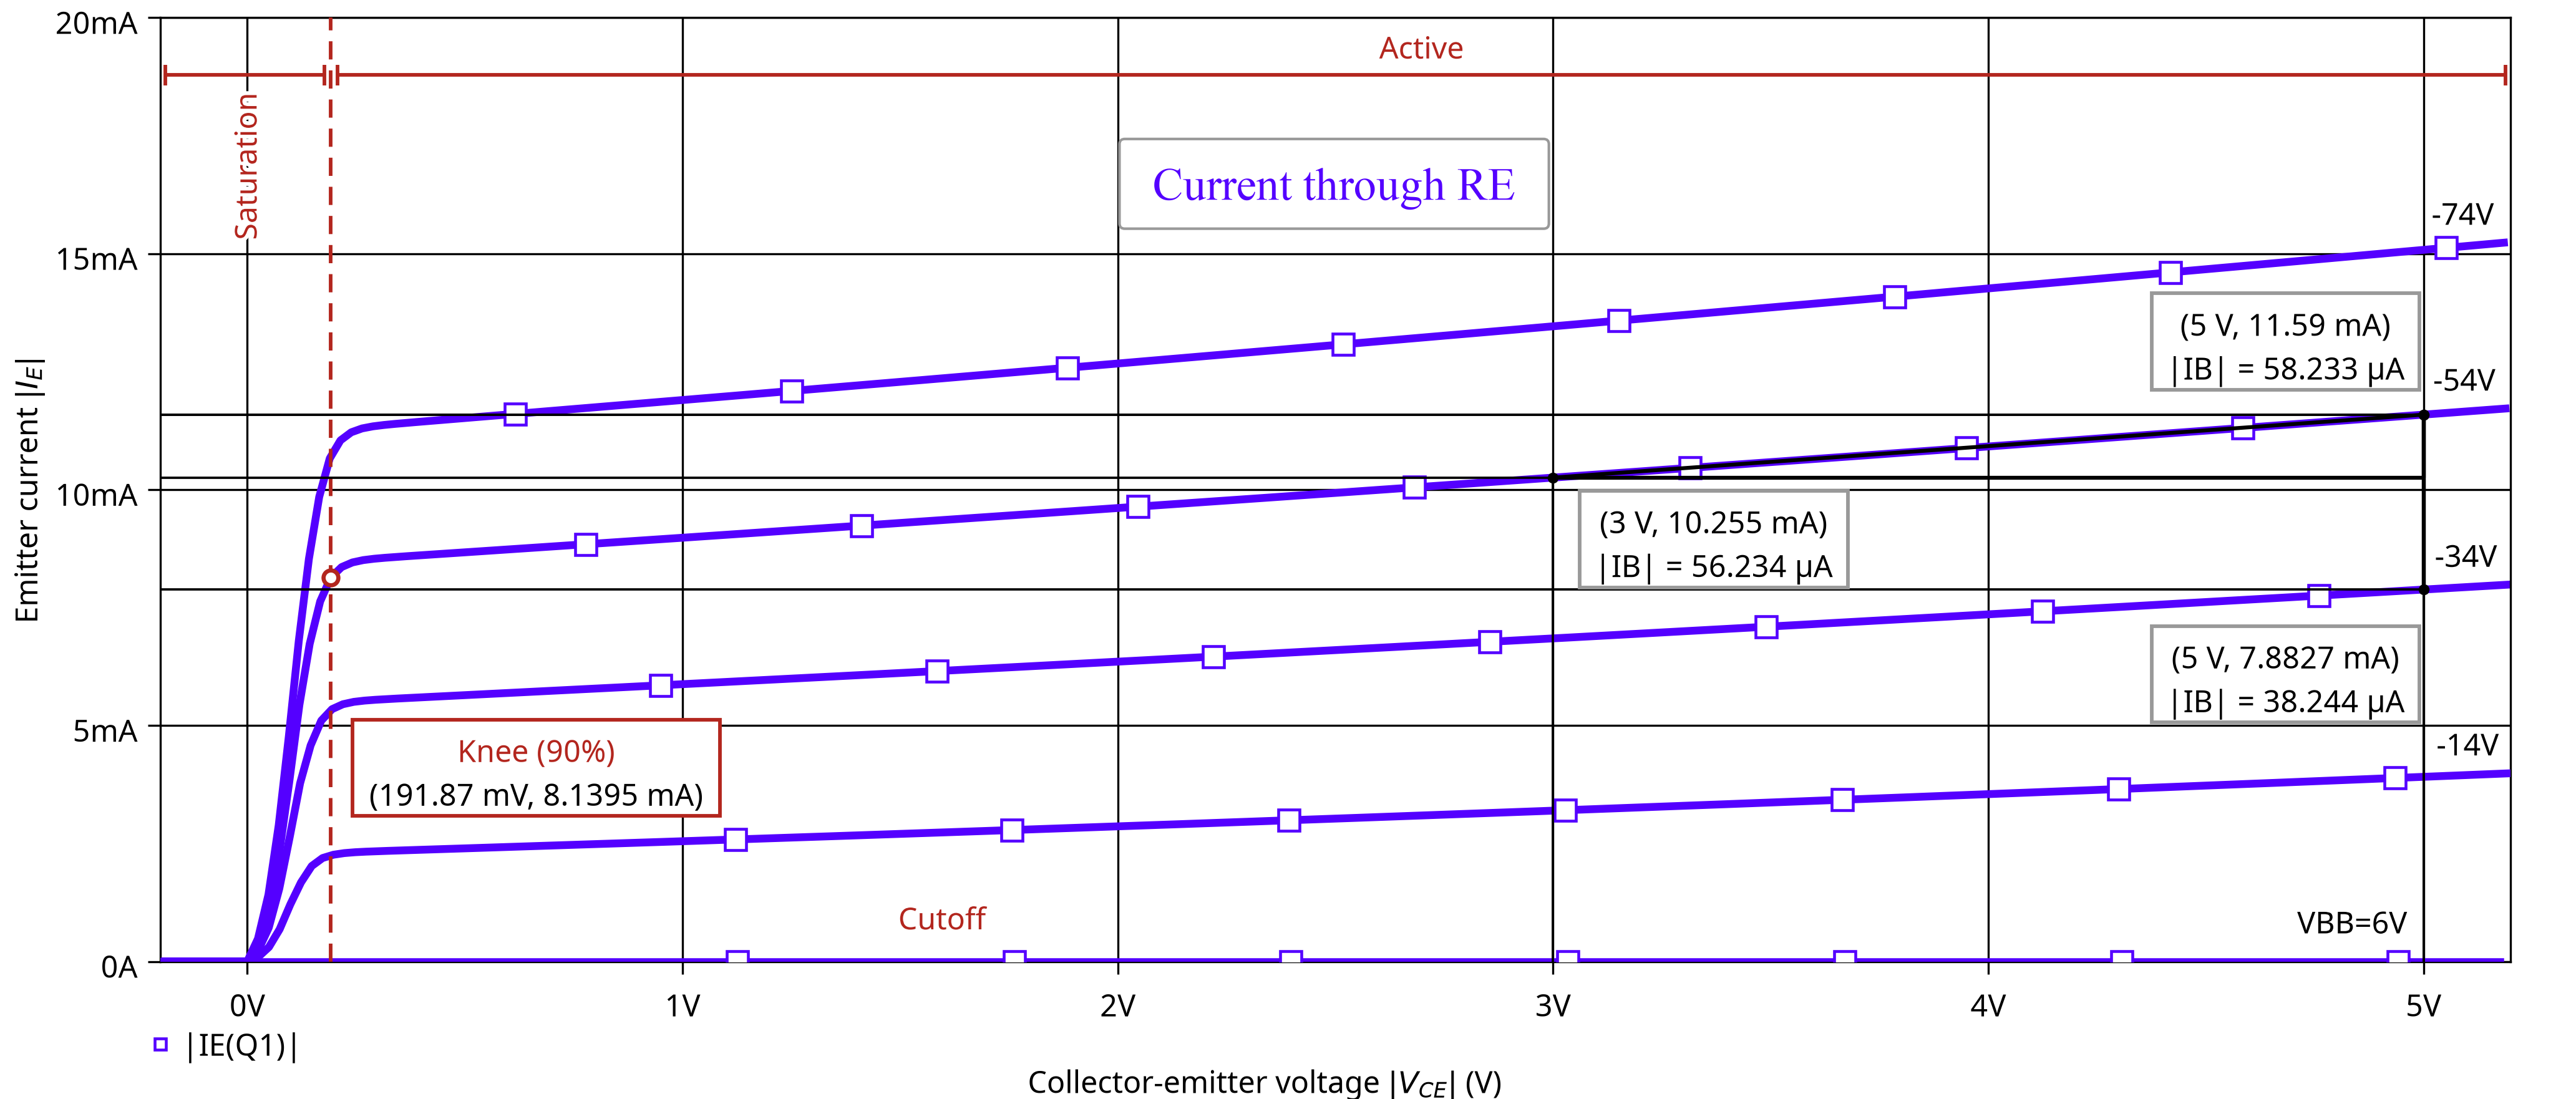 20mA
Active
Saturation
Current through RE
-74V
15mA
(5 V, 11.59 mA)
|IB| = 58.233 µA
-54V
Emitter current |IE|
10mA
(3 V, 10.255 mA)
|IB| = 56.234 µA
-34V
(5 V, 7.8827 mA)
|IB| = 38.244 µA
5mA
Knee (90%)
(191.87 mV, 8.1395 mA)
-14V
Cutoff
VBB=6V
0A
0V 1V 2V 3V 4V 5V
|IE(Q1)|
Collector-emitter voltage |VCE| (V)